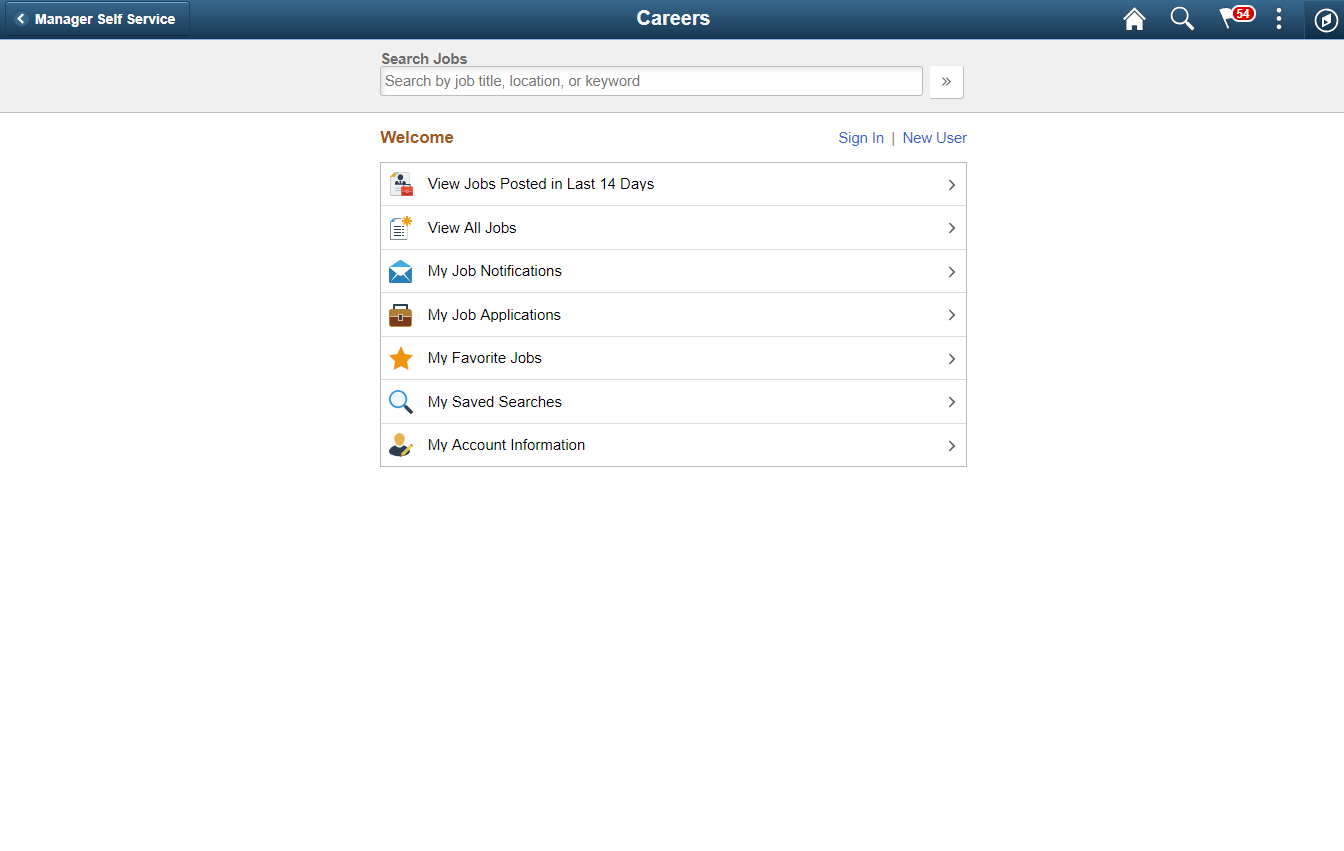 Manager Self Service
Careers
54
Search Jobs
Search by job title, location, or keyword
»
Welcome
Sign In | New User
View Jobs Posted in Last 14 Days
View All Jobs
My Job Notifications
My Job Applications
My Favorite Jobs
My Saved Searches
My Account Information